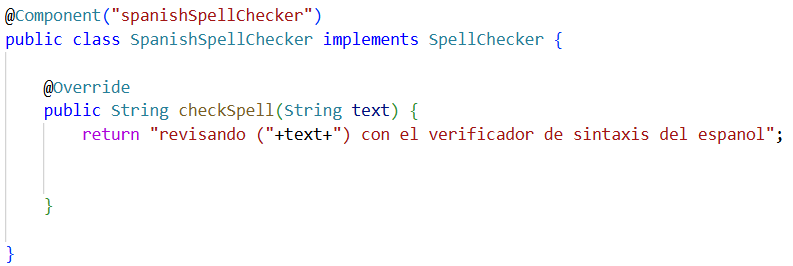 @Component("spanishSpellChecker")
public class SpanishSpellChecker implements SpellChecker {
@Override
public String checkSpell(String text) {
return "revisando ("+text+") con el verificador de sintaxis del espanol";
}
}